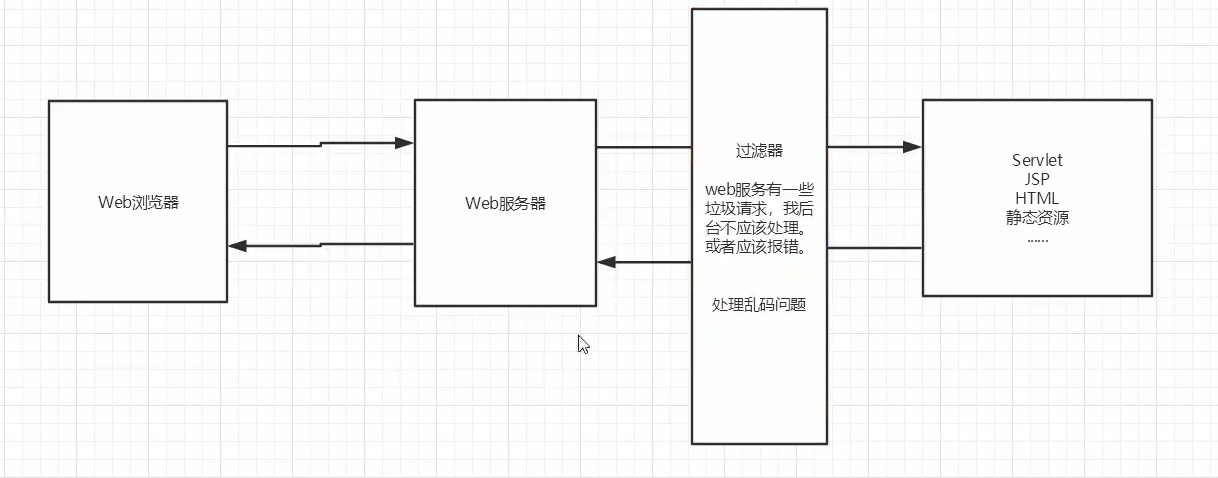 Web浏览器
Web服务器
过滤器
web服务有一些
垃圾请求，我后
台不应该处理。
或者应该报错。
处理乱码问题
Servlet
JSP
HTML
静态资源
......